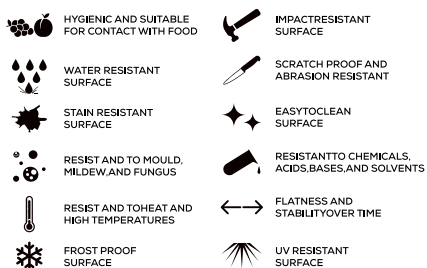 HYGIENIC AND SUITABLE
FOR CONTACT WITH FOOD
WATER RESISTANT
SURFACE
STAIN RESISTANT
SURFACE
RESIST AND TO MOULD,
MILDEW,AND FUNGUS
RESIST AND TOHEAT AND
HIGH TEMPERATURES
FROST PROOF
SURFACE
IMPACTRESISTANT
SURFACE
SCRATCH PROOF AND
ABRASION RESISTANT
EASYTOCLEAN
SURFACE
RESISTANTTO CHEMICALS,
ACIDS,BASES,AND SOLVENTS
FLATNESS AND
STABILITYOVER TIME
UV RESISTANT
SURFACE